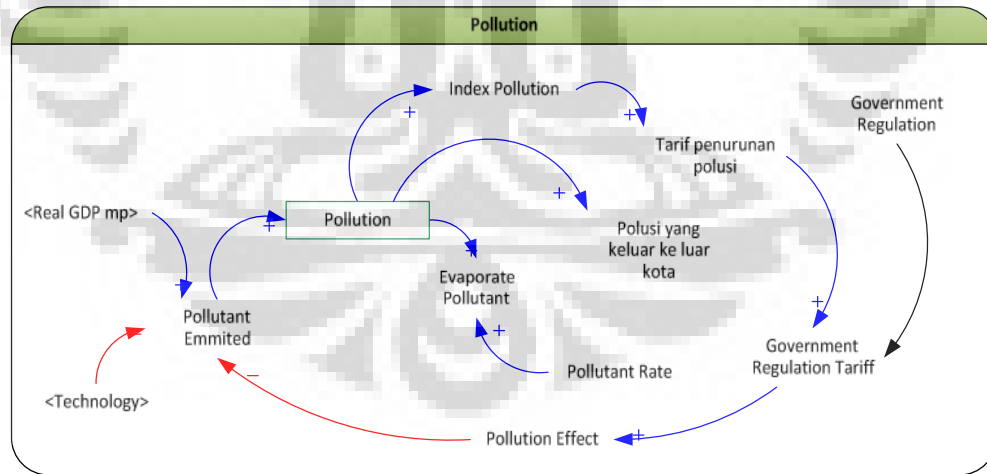 Pollution
Index Pollution
Government
Regulation
Tarif penurunan
polusi
<Real GDP mp>
Pollution
Polusi yang
keluar ke luar
kota
Evaporate
Pollutant
Pollutant
Emmited
Government
Regulation Tariff
Pollutant Rate
<Technology>
Pollution Effect